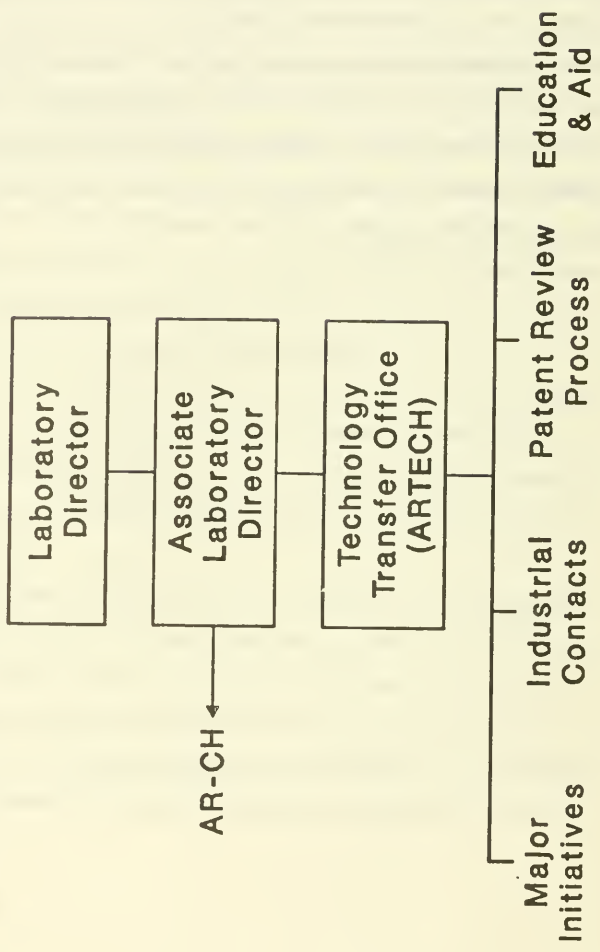 Laboratory
Director
Associate
Laboratory
Director
AR-CH
Technology
Transfer Office
(ARTECH)
Major
Initiatives
Industrial
Contacts
Patent Review
Process
Education
& Aid